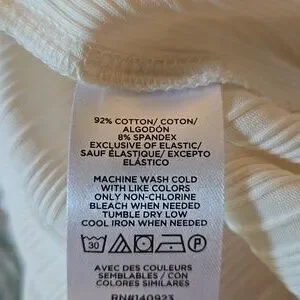 92% COTTON/ COTON/
ALGODÓN
8% SPANDEX
EXCLUSIVE OF ELASTIC/
SAUF ÉLASTIQUE/ EXCEPTO
ELÁSTICO
MACHINE WASH COLD
WITH LIKE COLORS
ONLY NON-CHLORINE
BLEACH WHEN NEEDED
TUMBLE DRY LOW
COOL IRON WHEN NEEDED
30 P
AVEC DES COULEURS
SEMBLABLES / CON
COLORES SIMILARES
RN#140923